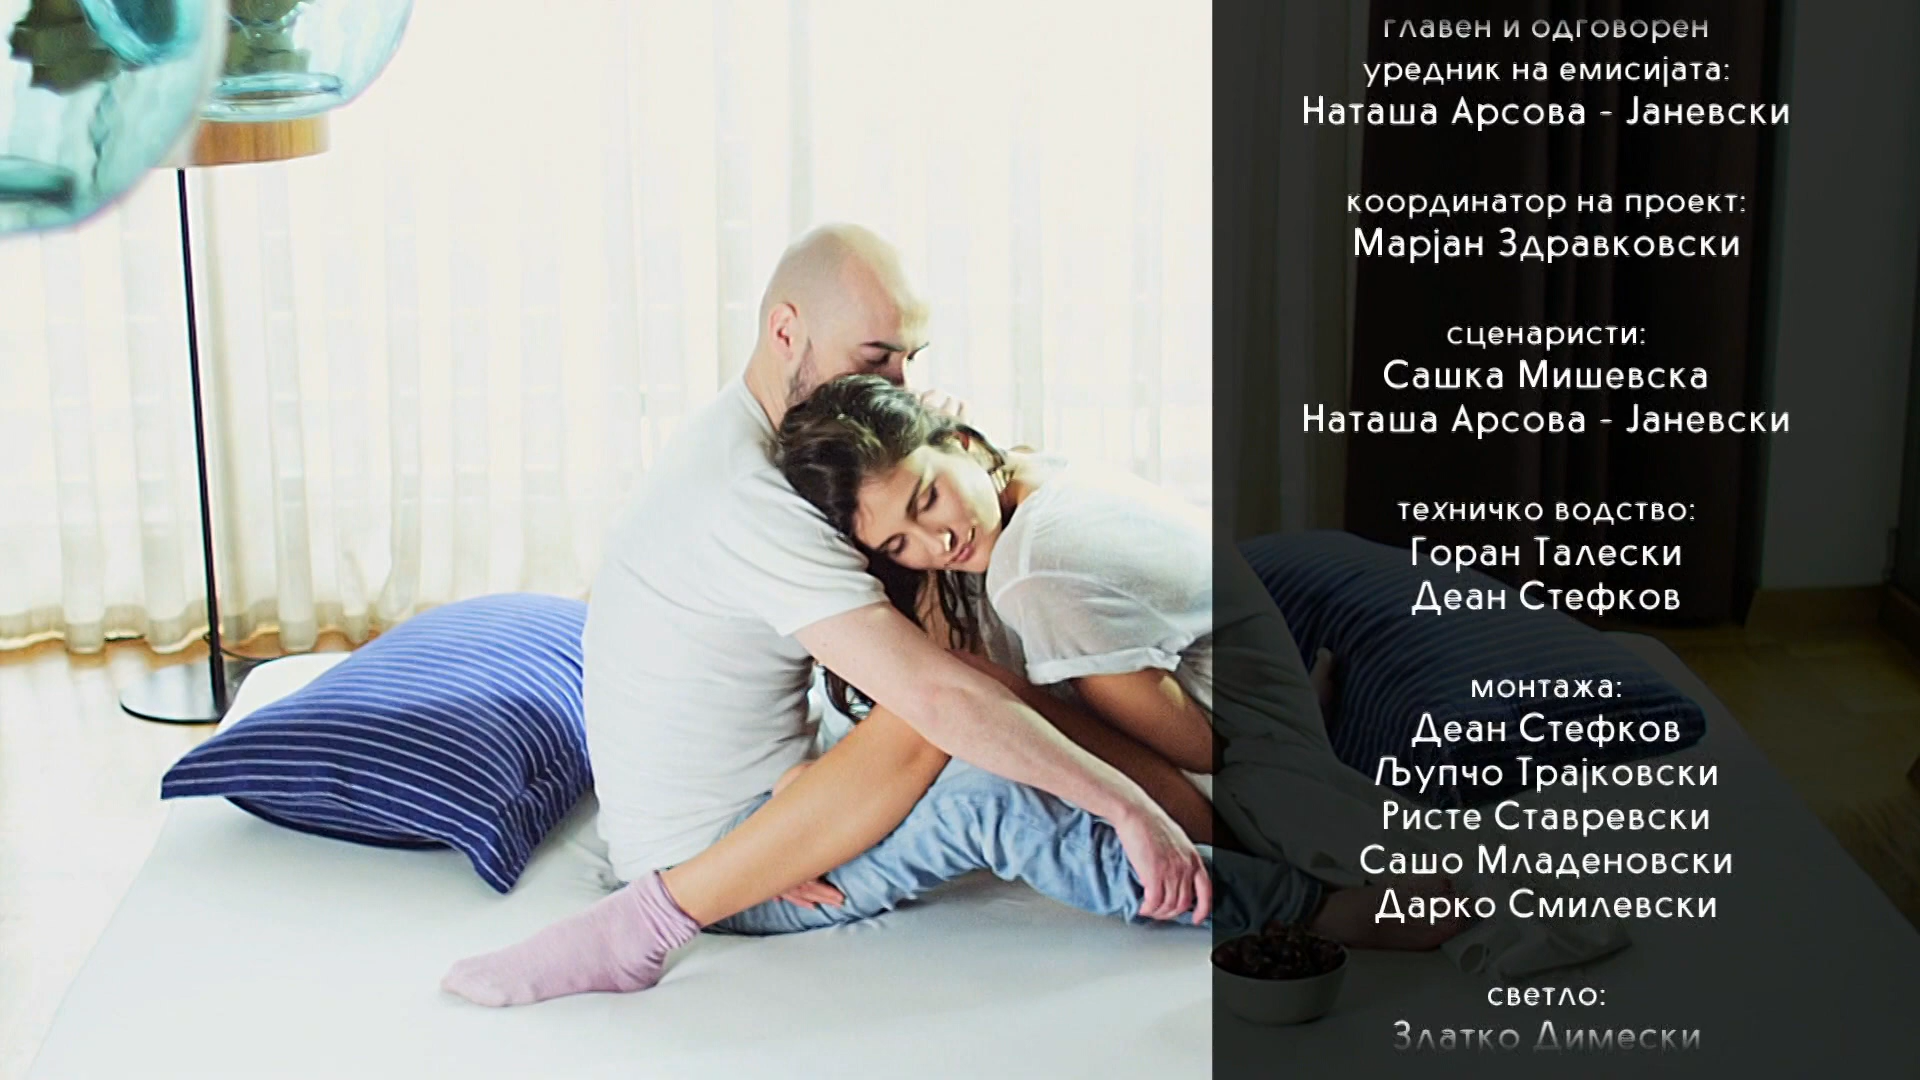 главен и одговорен
уредник на емисијата:
Наташа Арсова - Јаневски
координатор на проект:
Марјан Здравковски
сценаристи:
Сашка Мишевска
Наташа Арсова - Јаневски
техничко водство:
Горан Талески
Деан Стефков
монтажа:
Деан Стефков
Љупчо Трајковски
Ристе Ставревски
Сашо Младеновски
Дарко Смилевски
светло:
Златко Димески